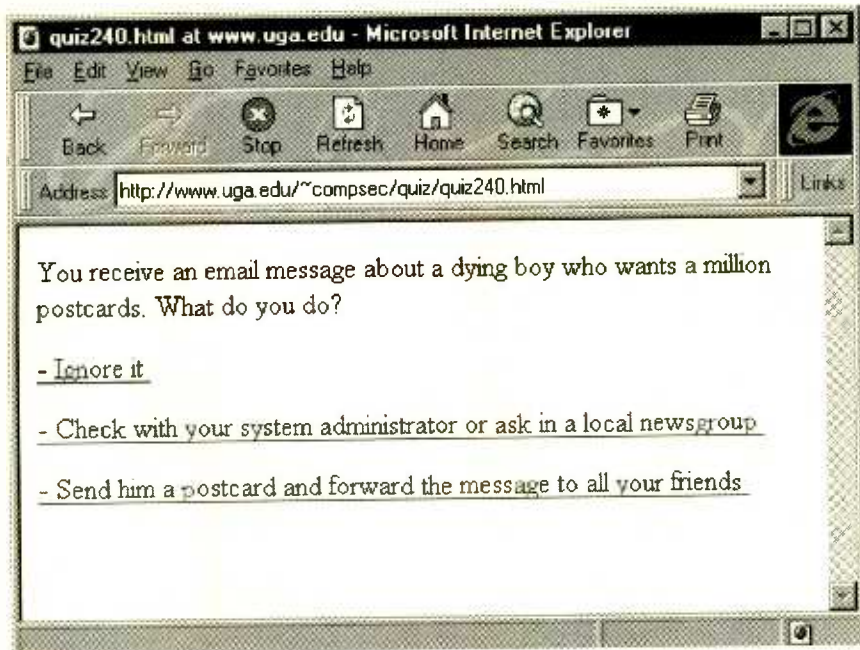 quiz240.html at www.uga.edu - Microsoft Internet Explorer
File Edit View Go Favorites Help
Back Forward Stop Refresh Home Search Favorites Print
Address http://www.uga.edu/~compsec/quiz/quiz240.html Links
You receive an email message about a dying boy who wants a million
postcards. What do you do?
- Ignore it
- Check with your system administrator or ask in a local newsgroup
- Send him a postcard and forward the message to all your friends